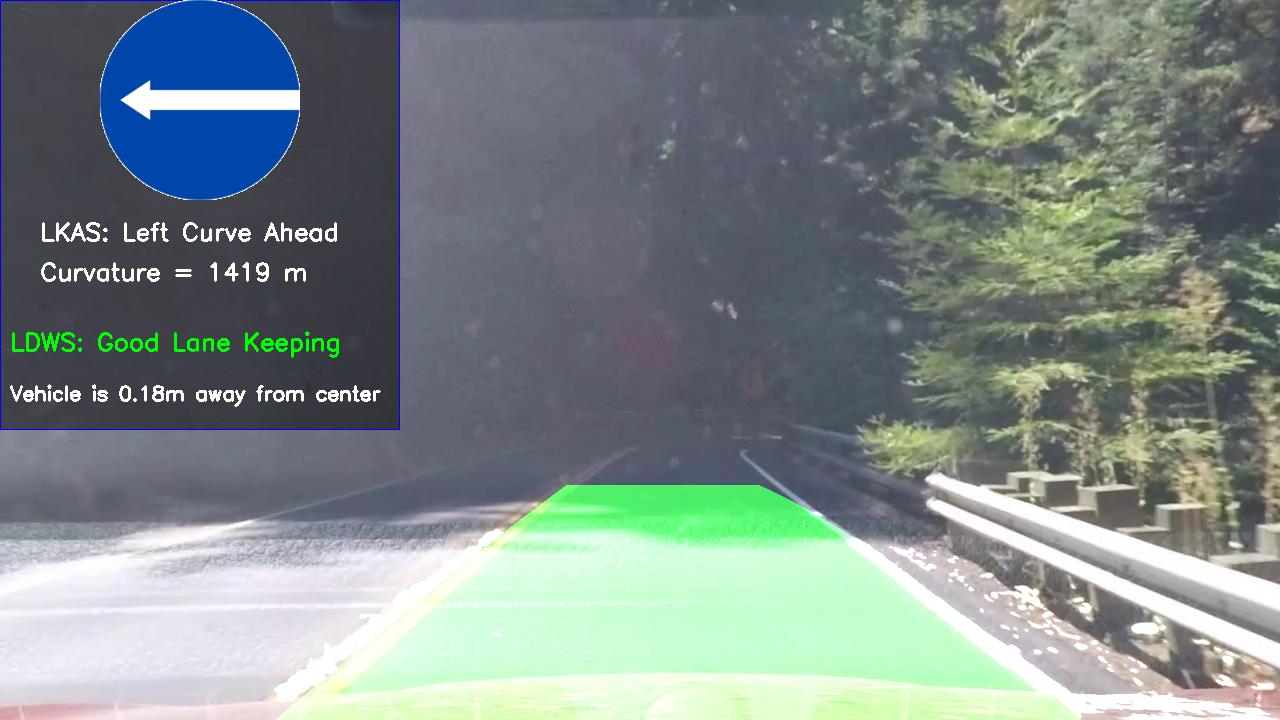 LKAS: Left Curve Ahead
Curvature = 1419 m
LDWS: Good Lane Keeping
Vehicle is 0.18m away from center